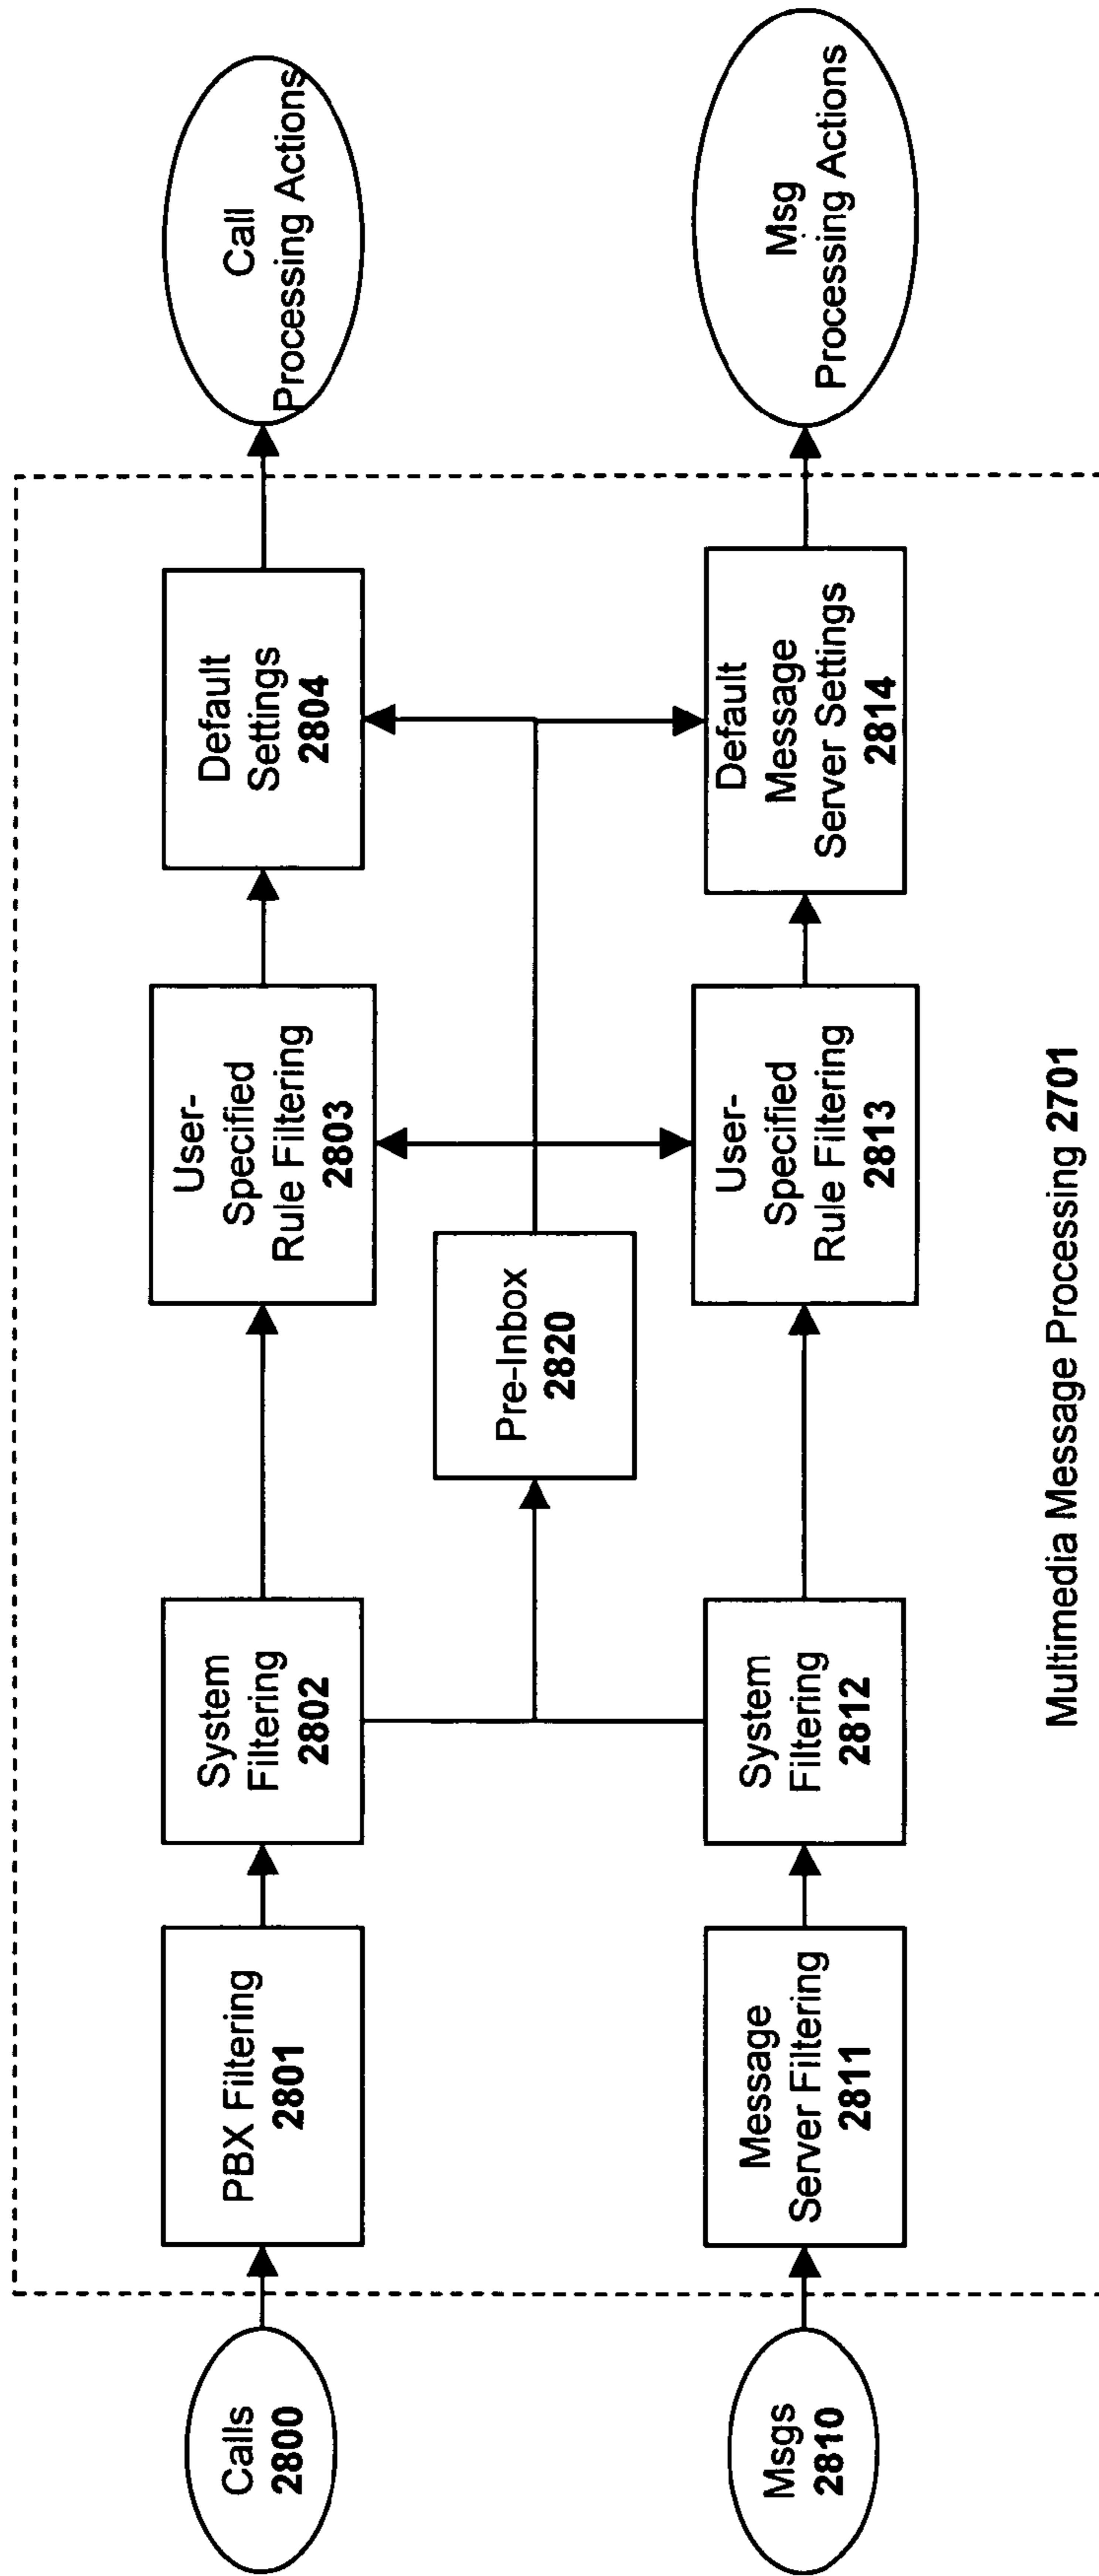 Calls
2800
PBX Filtering
2801
System
Filtering
2802
User-
Specified
Rule Filtering
2803
Default
Settings
2804
Call
Processing Actions
Pre-Inbox
2820
Msgs
2810
Message
Server Filtering
2811
System
Filtering
2812
User-
Specified
Rule Filtering
2813
Default
Message
Server Settings
2814
Msg
Processing Actions
Multimedia Message Processing 2701